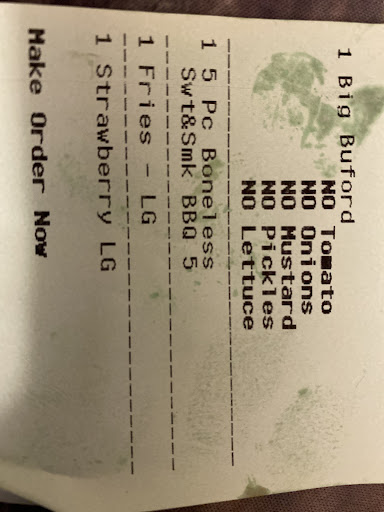 1 Big Buford
NO Tomato
NO Onions
NO Mustard
NO Pickles
NO Lettuce
1 5 Pc Boneless
Swt&Smk BBQ 5
1 Fries - LG
1 Strawberry LG
Make Order Now